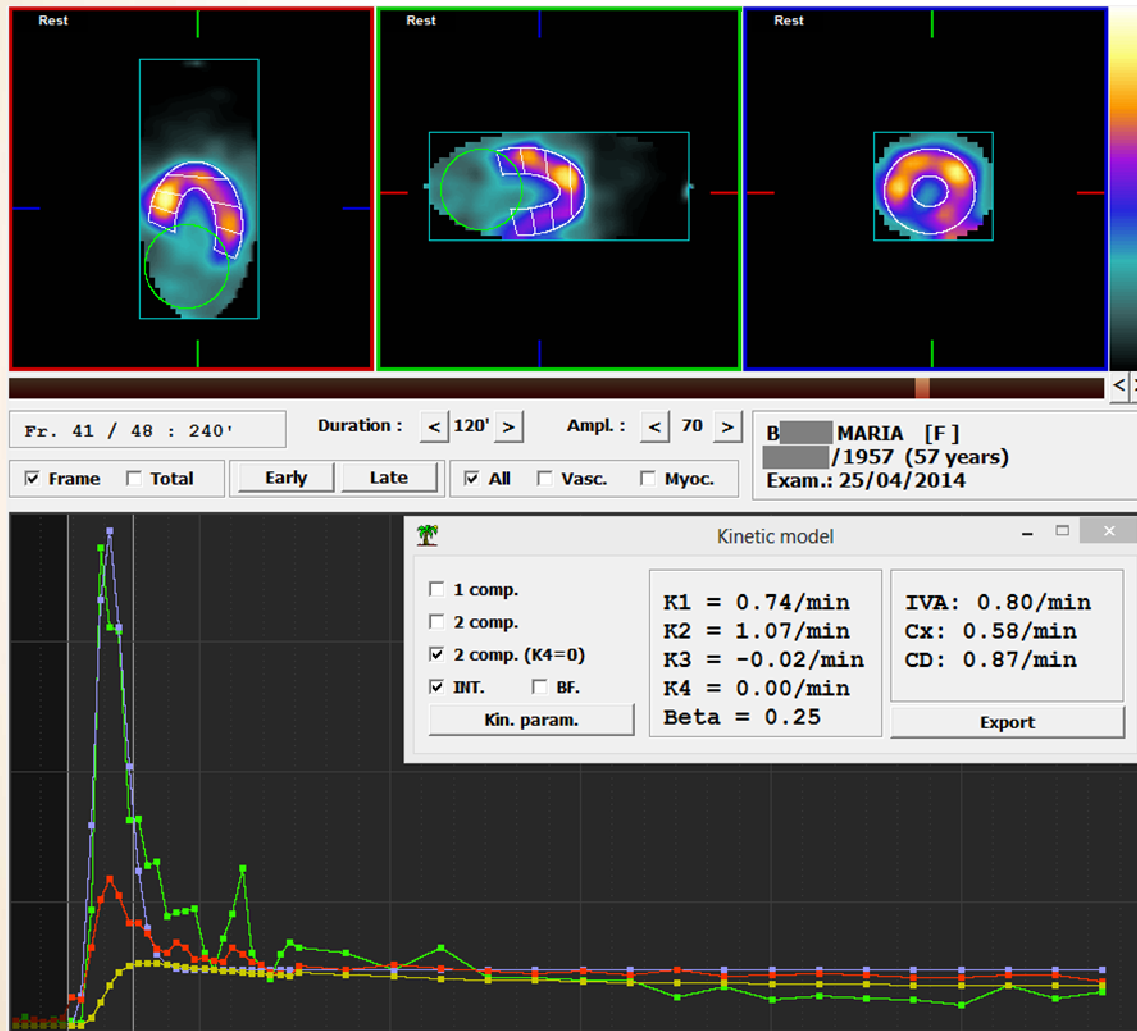 Rest
Rest
Rest
<
Fr. 41 / 48 : 240'
Duration :
< 120' >
Ampl. :
< 70 >
B MARIA [F ]
/1957 (57 years)
Exam.: 25/04/2014
Frame
Total
Early
Late
All
Vasc.
Myoc.
Kinetic model
1 comp.
2 comp.
2 comp. (K4=0)
INT.
BF.
Kin. param.
K1 = 0.74/min
K2 = 1.07/min
K3 = -0.02/min
K4 = 0.00/min
Beta = 0.25
IVA: 0.80/min
Cx: 0.58/min
CD: 0.87/min
Export